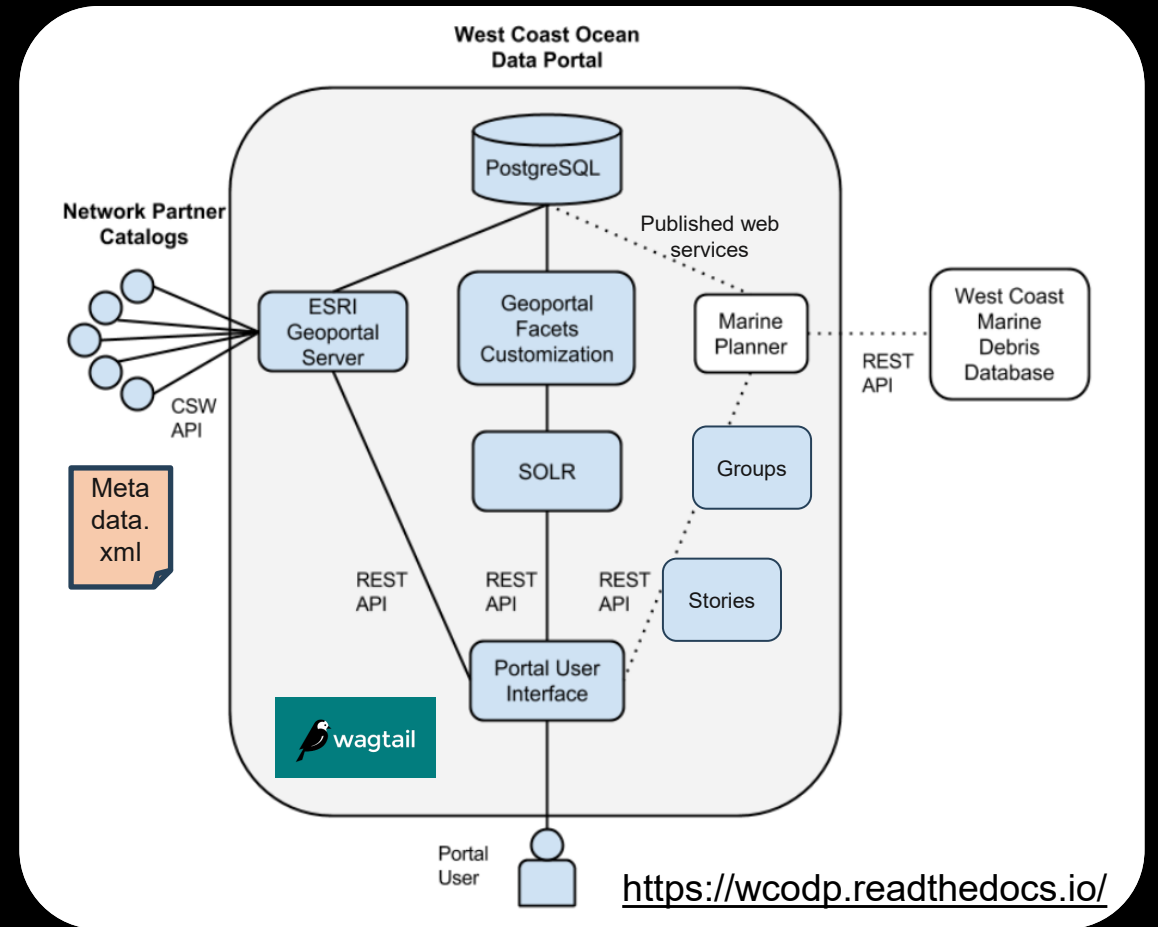 West Coast Ocean
Data Portal
PostgreSQL
Network Partner
Catalogs
Published web
services
ESRI
Geoportal
Server
Geoportal
Facets
Customization
Marine
Planner
West Coast
Marine
Debris
Database
REST
API
CSW
API
Meta
data.
xml
SOLR
Groups
REST
API
REST
API
REST
API
Stories
Portal User
Interface
wagtail
Portal
User
https://wcodp.readthedocs.io/